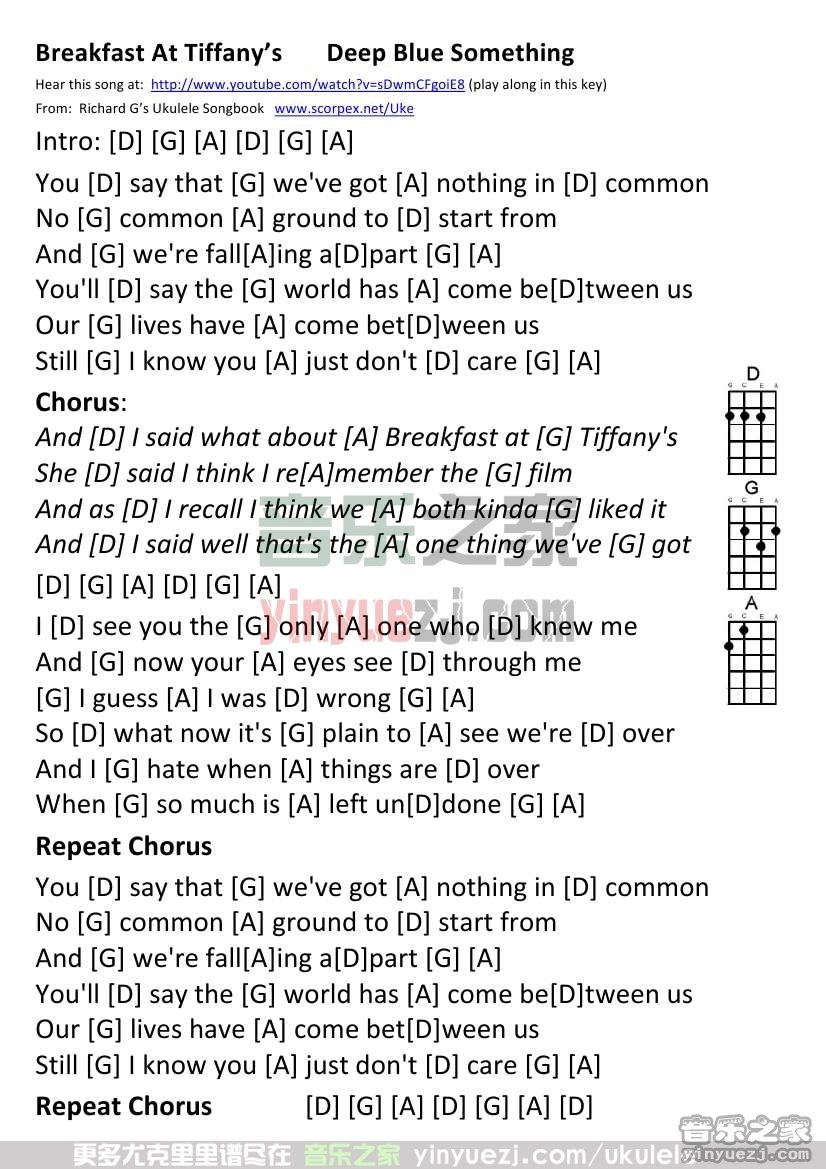 Breakfast At Tiffany’s Deep Blue Something
Hear this song at: http://www.youtube.com/watch?v=sDwmCFgoiE8 (play along in this key)
From: Richard G’s Ukulele Songbook www.scorpex.net/Uke
Intro: [D] [G] [A] [D] [G] [A]
You [D] say that [G] we've got [A] nothing in [D] common
No [G] common [A] ground to [D] start from
And [G] we're fall[A]ing a[D]part [G] [A]
You'll [D] say the [G] world has [A] come be[D]tween us
Our [G] lives have [A] come bet[D]ween us
Still [G] I know you [A] just don't [D] care [G] [A]
Chorus:
And [D] I said what about [A] Breakfast at [G] Tiffany's
She [D] said I think I re[A]member the [G] film
And as [D] I recall I think we [A] both kinda [G] liked it
And [D] I said well that's the [A] one thing we've [G] got
[D] [G] [A] [D] [G] [A]
I [D] see you the [G] only [A] one who [D] knew me
And [G] now your [A] eyes see [D] through me
[G] I guess [A] I was [D] wrong [G] [A]
So [D] what now it's [G] plain to [A] see we're [D] over
And I [G] hate when [A] things are [D] over
When [G] so much is [A] left un[D]done [G] [A]
Repeat Chorus
You [D] say that [G] we've got [A] nothing in [D] common
No [G] common [A] ground to [D] start from
And [G] we're fall[A]ing a[D]part [G] [A]
You'll [D] say the [G] world has [A] come be[D]tween us
Our [G] lives have [A] come bet[D]ween us
Still [G] I know you [A] just don't [D] care [G] [A]
Repeat Chorus [D] [G] [A] [D] [G] [A] [D]
D
G C E A
G
G C E A
A
G C E A
音乐之家
yinyuezj.com
更多尤克里里谱尽在 音乐之家 yinyuezj.com/ukulele
音乐之家
yinyuezj.com